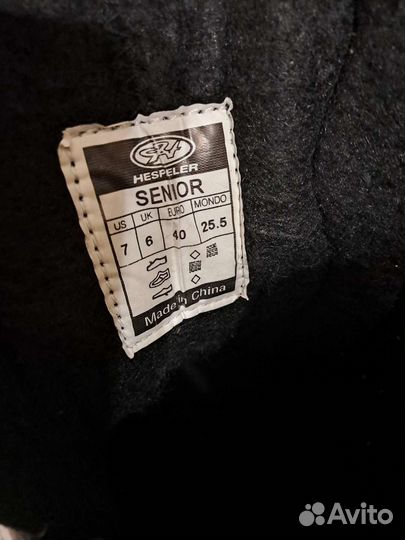 HESPELER
SENIOR
US UK EURO MONDO
7 6 40 25.5
Made in China
Avito